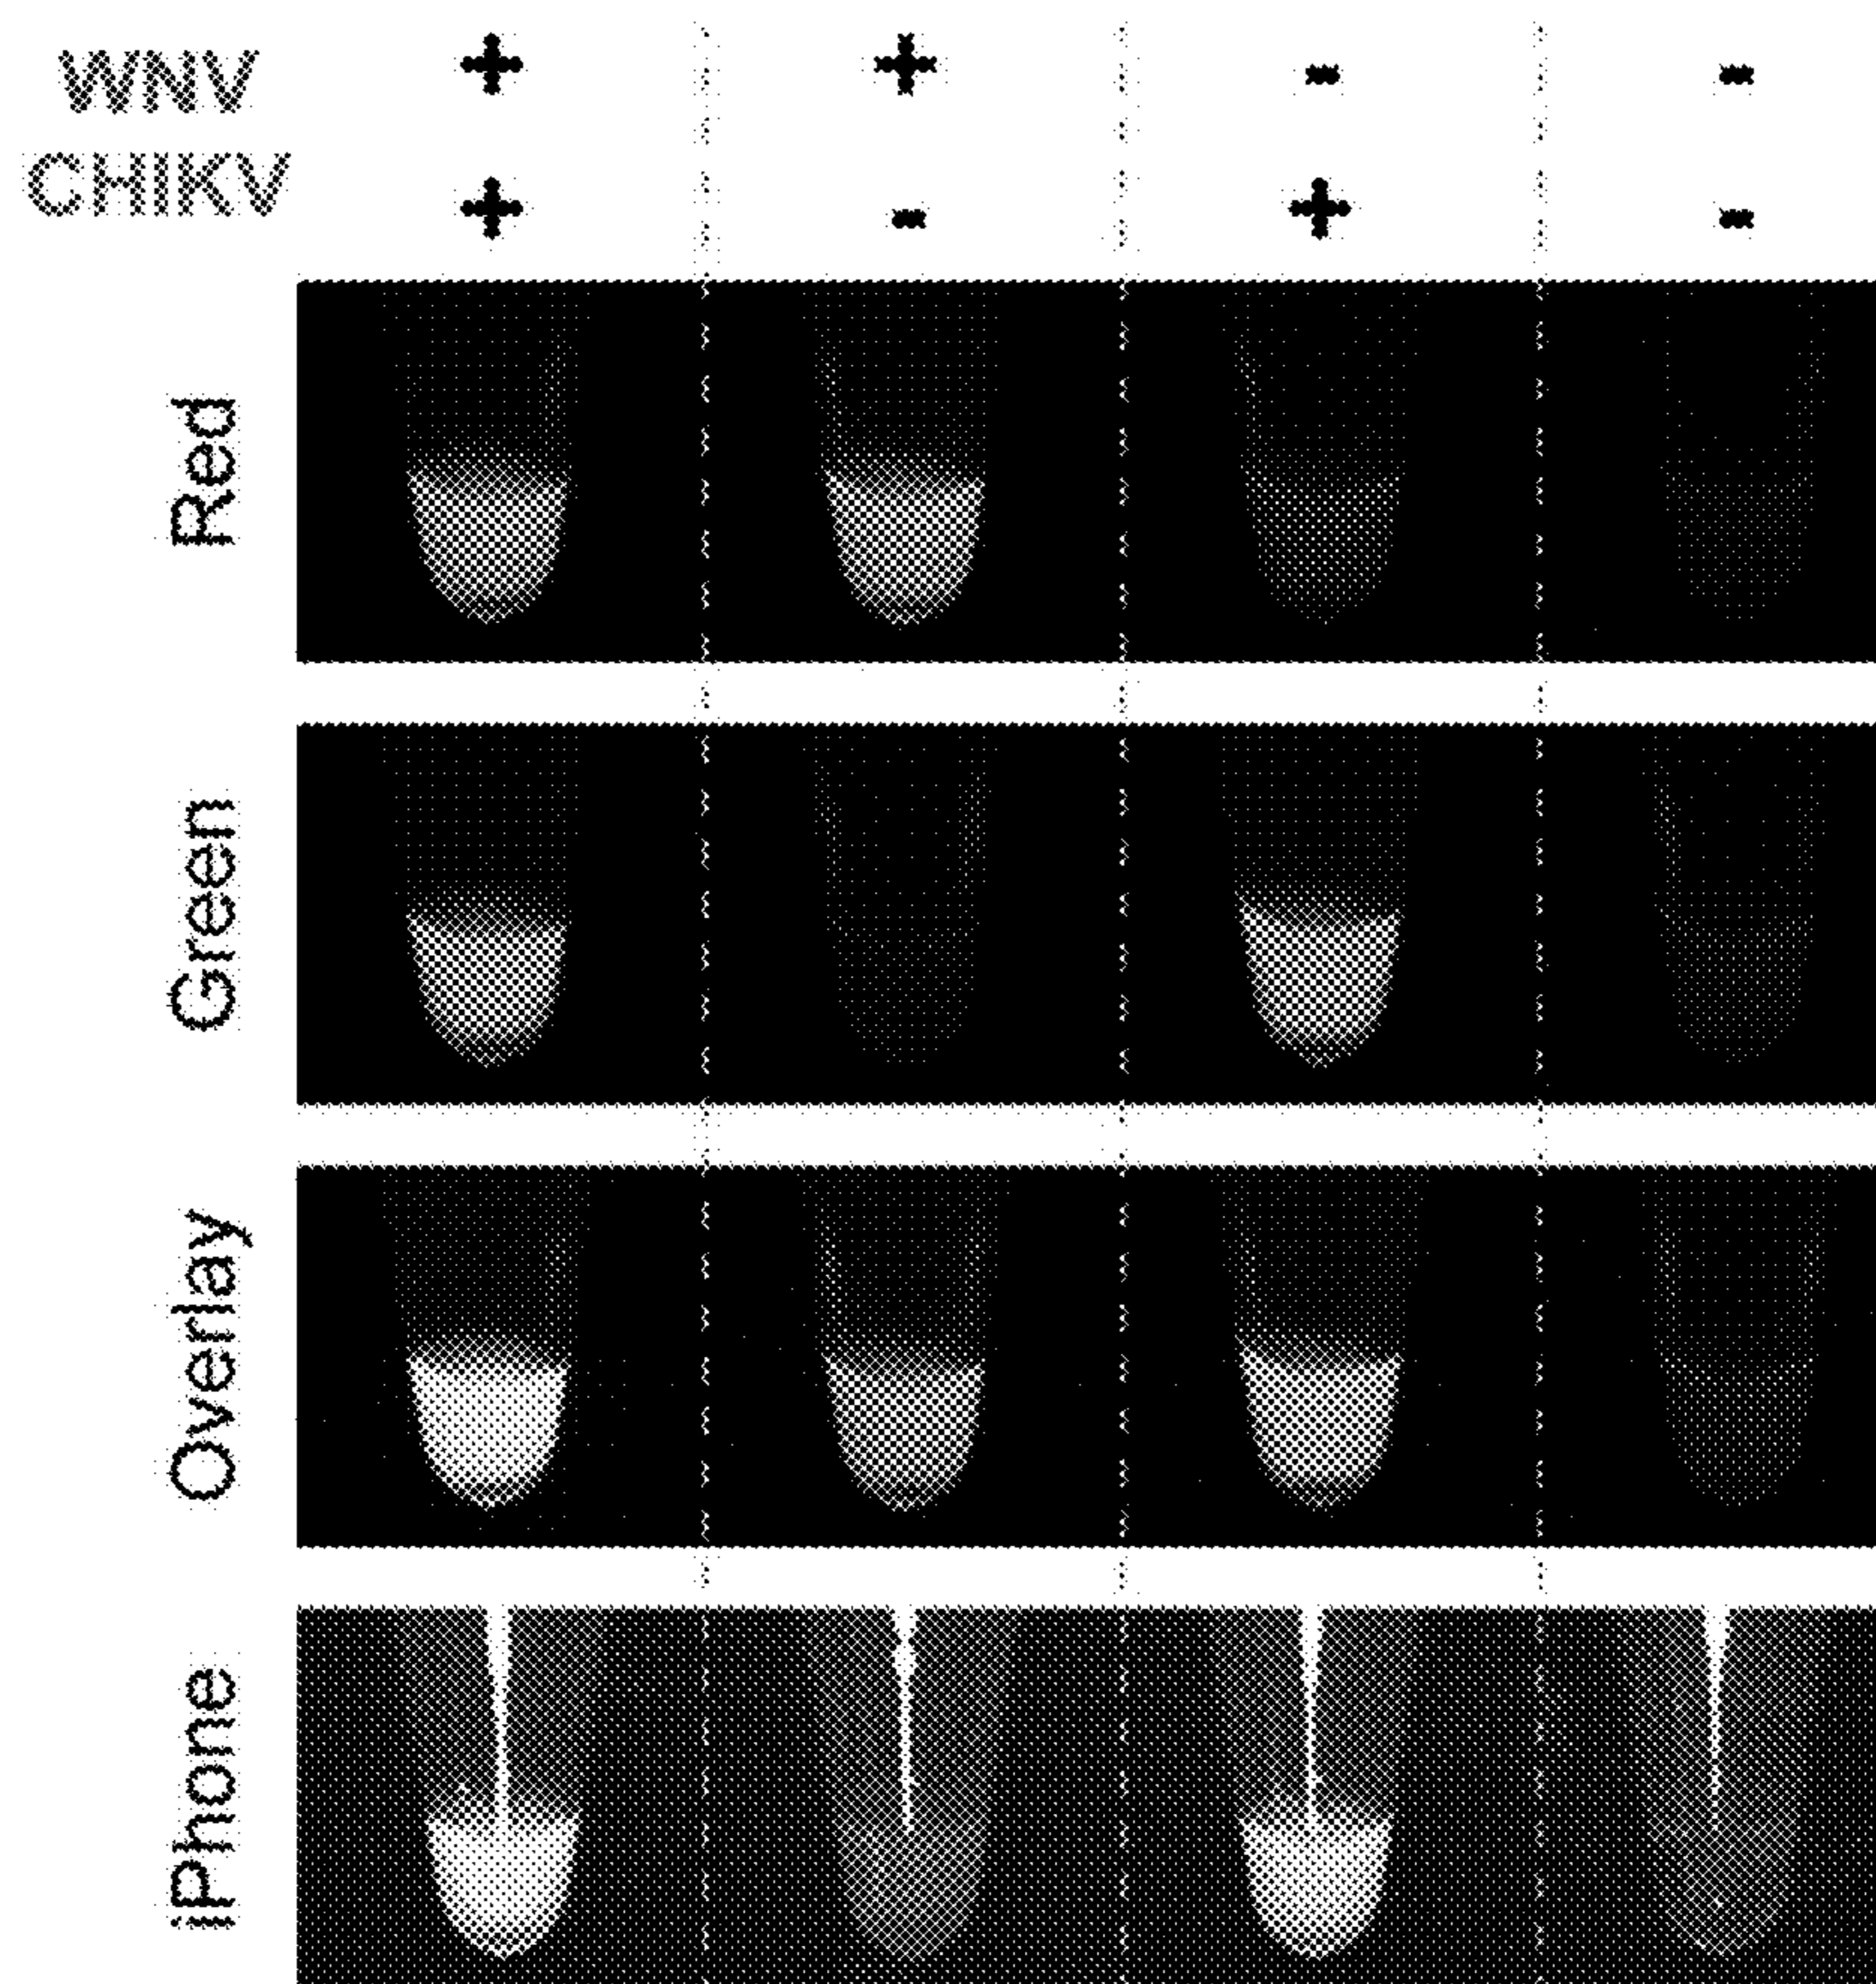 WNV + + - -
CHIKV + - + -
Red
Green
Overlay
iPhone